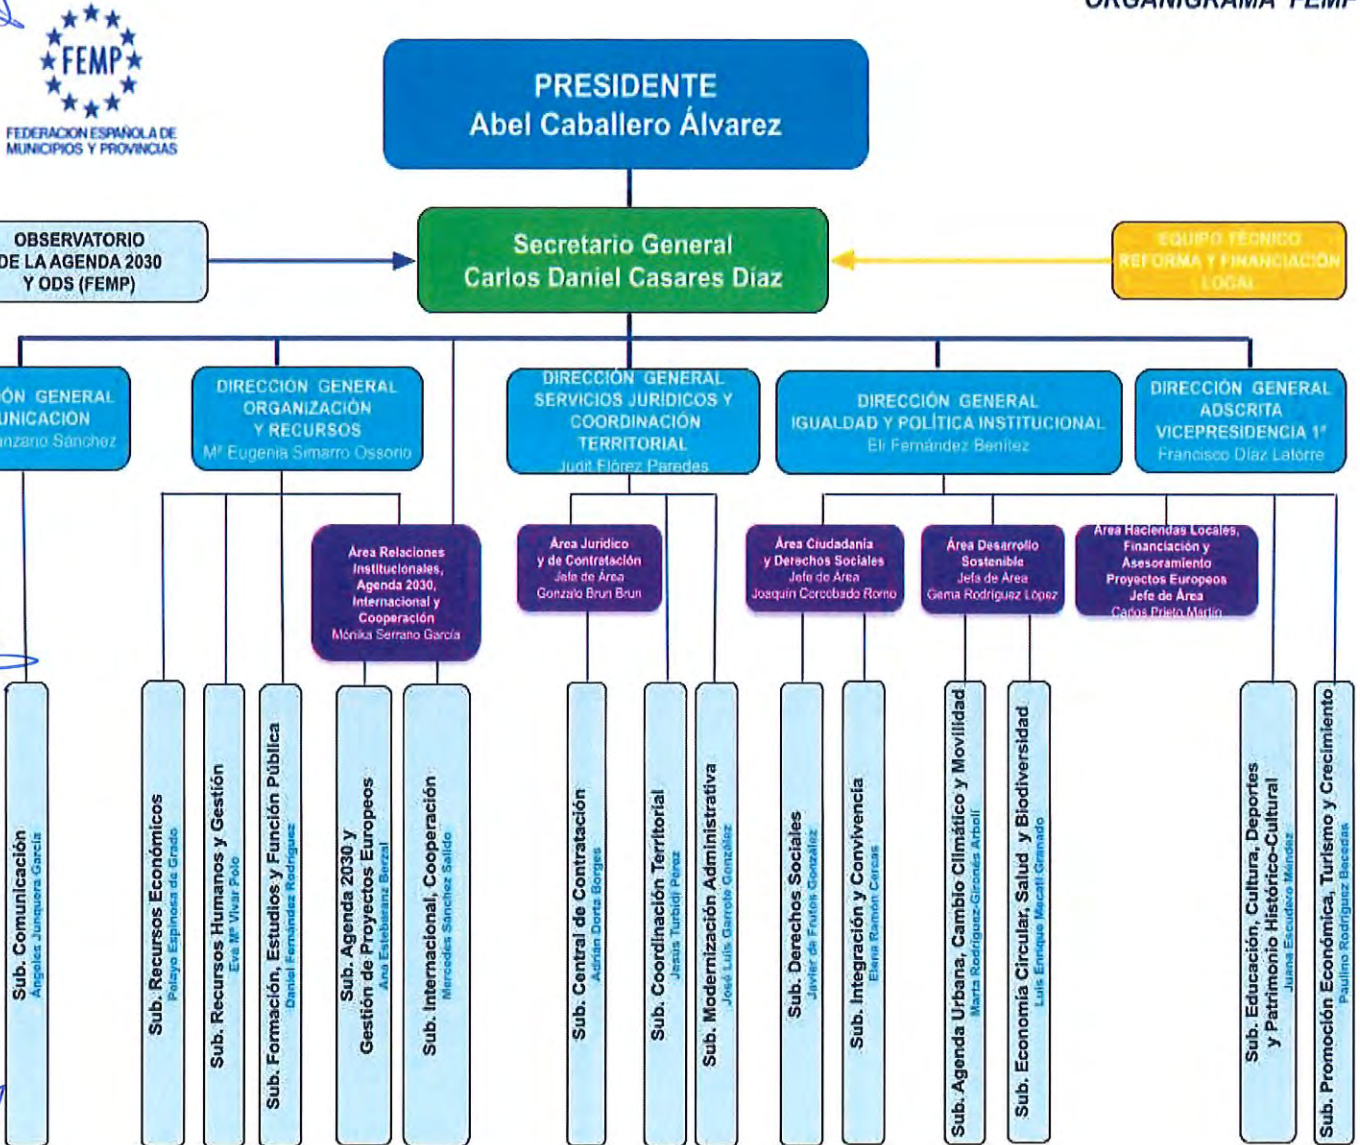 ORGANIGRAMA FEMP
FEMP
FEDERACION ESPAÑOLA DE
MUNICIPIOS Y PROVINCIAS
PRESIDENTE
Abel Caballero Álvarez
OBSERVATORIO
DE LA AGENDA 2030
Y ODS (FEMP)
Secretario General
Carlos Daniel Casares Díaz
EQUIPO TÉCNICO
REFORMA Y FINANCIACIÓN
LOCAL
GENERAL
Sánchez
DIRECCIÓN GENERAL
ORGANIZACIÓN
Y RECURSOS
Mª Eugenia Simarro Ossorio
DIRECCIÓN GENERAL
SERVICIOS JURÍDICOS Y
COORDINACIÓN
TERRITORIAL
Judit Flórez Paredes
DIRECCIÓN GENERAL
IGUALDAD Y POLÍTICA INSTITUCIONAL
Eli Fernández Benítez
DIRECCIÓN GENERAL
ADSCRITA
VICEPRESIDENCIA 1ª
Francisco Díaz Latorre
Área Relaciones
Institucionales,
Agenda 2030,
Internacional y
Cooperación
Mónika Serrano García
Área Jurídico
y de Contratación
Jefe de Área
Gonzalo Brun Brun
Área Ciudadanía
y Derechos Sociales
Jefe de Área
Joaquín Corcobado Romo
Área Desarrollo
Sostenible
Jefa de Área
Gema Rodríguez López
Área Haciendas Locales,
Financiación y
Asesoramiento
Proyectos Europeos
Jefe de Área
Carlos Prieto Martín
Sub. Comunicación
Ángeles Junquera García
Sub. Recursos Económicos
Pelayo Espinosa de Grado
Sub. Recursos Humanos y Gestión
Eva Mª Vivar Polo
Sub. Formación, Estudios y Función Pública
Daniel Fernández Rodríguez
Sub. Agenda 2030 y
Gestión de Proyectos Europeos
Ana Estebaranz Berzal
Sub. Internacional, Cooperación
Mercedes Sánchez Salido
Sub. Central de Contratación
Adrián Dorta Borges
Sub. Coordinación Territorial
Jesús Turbidí Pérez
Sub. Modernización Administrativa
José Luis Garrote González
Sub. Derechos Sociales
Javier de Frutos González
Sub. Integración y Convivencia
Elena Ramón Cercas
Sub. Agenda Urbana, Cambio Climático y Movilidad
Marta Rodríguez-Gironés Arbolí
Sub. Economía Circular, Salud y Biodiversidad
Luis Enrique Mecati Granado
Sub. Educación, Cultura, Deportes
y Patrimonio Histórico-Cultural
Juana Escudero Méndez
Sub. Promoción Económica, Turismo y Crecimiento
Paulino Rodríguez Becedas